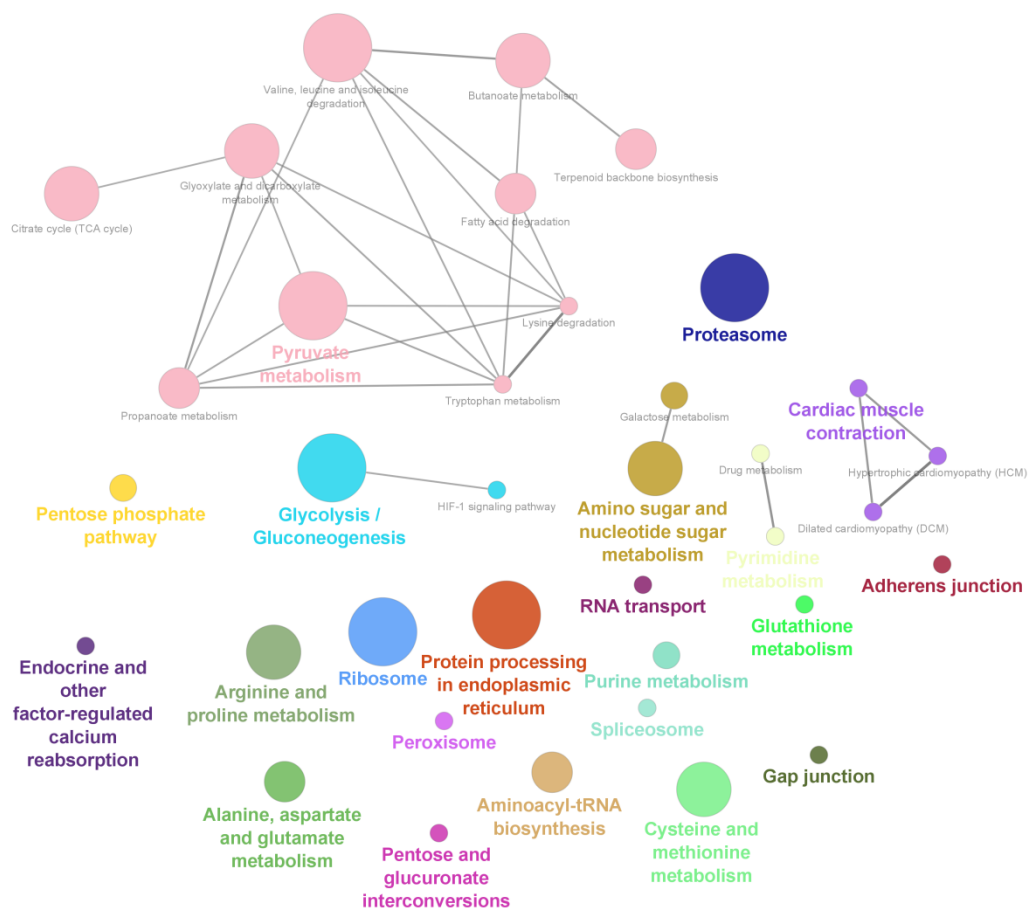 Valine, leucine and isoleucine
degradation
Butanoate metabolism
Terpenoid backbone biosynthesis
Glyoxylate and dicarboxylate
metabolism
Citrate cycle (TCA cycle)
Fatty acid degradation
Lysine degradation
Proteasome
Pyruvate
metabolism
Propanoate metabolism
Tryptophan metabolism
Galactose metabolism
Cardiac muscle
contraction
Drug metabolism
Hypertrophic cardiomyopathy (HCM)
Dilated cardiomyopathy (DCM)
Pentose phosphate
pathway
Glycolysis /
Gluconeogenesis
HIF-1 signaling pathway
Amino sugar and
nucleotide sugar
metabolism
Pyrimidine
metabolism
Adherens junction
RNA transport
Glutathione
metabolism
Endocrine and
other
factor-regulated
calcium
reabsorption
Arginine and
proline metabolism
Ribosome
Protein processing
in endoplasmic
reticulum
Purine metabolism
Peroxisome
Spliceosome
Gap junction
Alanine, aspartate
and glutamate
metabolism
Aminoacyl-tRNA
biosynthesis
Cysteine and
methionine
metabolism
Pentose and
glucuronate
interconversions